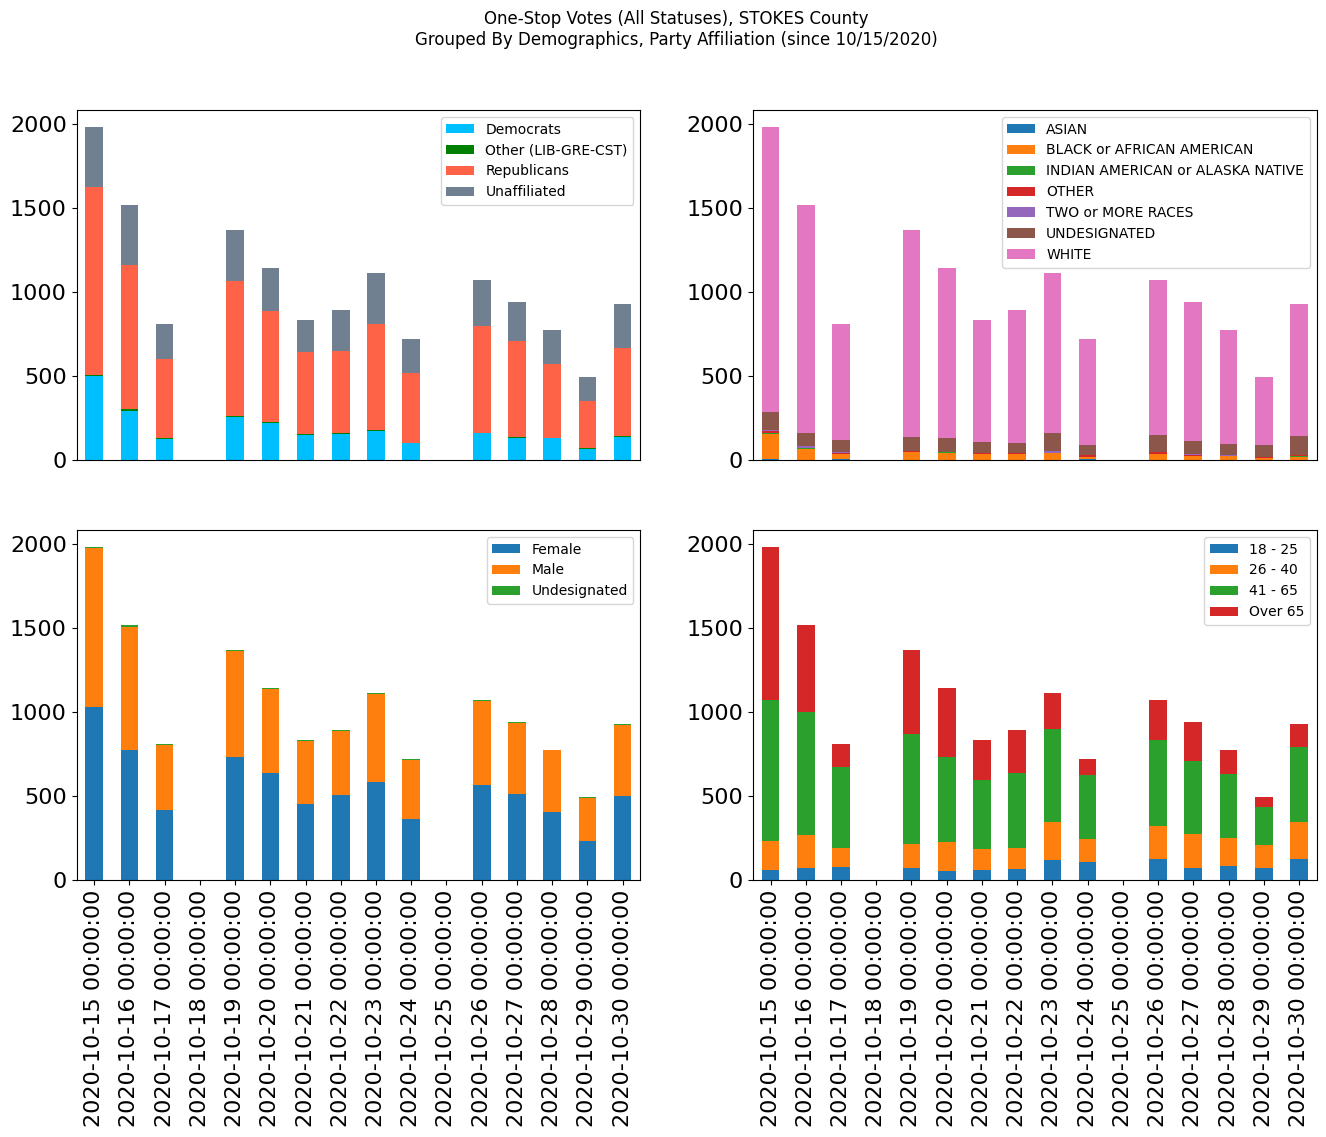 One-Stop Votes (All Statuses), STOKES County
Grouped By Demographics, Party Affiliation (since 10/15/2020)
2000
1500
1000
500
0
Democrats
Other (LIB-GRE-CST)
Republicans
Unaffiliated
2000
1500
1000
500
0
ASIAN
BLACK or AFRICAN AMERICAN
INDIAN AMERICAN or ALASKA NATIVE
OTHER
TWO or MORE RACES
UNDESIGNATED
WHITE
2000
1500
1000
500
0
Female
Male
Undesignated
2020-10-15 00:00:00
2020-10-16 00:00:00
2020-10-17 00:00:00
2020-10-18 00:00:00
2020-10-19 00:00:00
2020-10-20 00:00:00
2020-10-21 00:00:00
2020-10-22 00:00:00
2020-10-23 00:00:00
2020-10-24 00:00:00
2020-10-25 00:00:00
2020-10-26 00:00:00
2020-10-27 00:00:00
2020-10-28 00:00:00
2020-10-29 00:00:00
2020-10-30 00:00:00
2000
1500
1000
500
0
18 - 25
26 - 40
41 - 65
Over 65
2020-10-15 00:00:00
2020-10-16 00:00:00
2020-10-17 00:00:00
2020-10-18 00:00:00
2020-10-19 00:00:00
2020-10-20 00:00:00
2020-10-21 00:00:00
2020-10-22 00:00:00
2020-10-23 00:00:00
2020-10-24 00:00:00
2020-10-25 00:00:00
2020-10-26 00:00:00
2020-10-27 00:00:00
2020-10-28 00:00:00
2020-10-29 00:00:00
2020-10-30 00:00:00